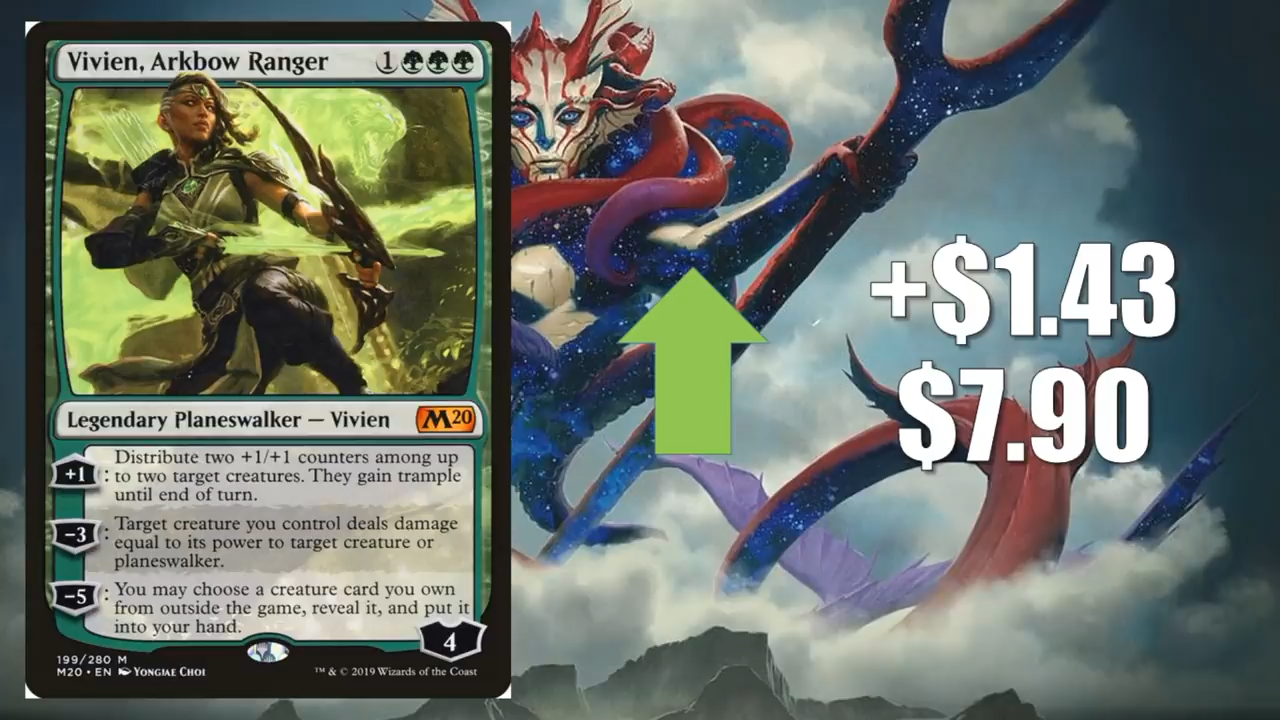 Vivien, Arkbow Ranger 1
Legendary Planeswalker — Vivien M20
+1: Distribute two +1/+1 counters among up
to two target creatures. They gain trample
until end of turn.
−3: Target creature you control deals damage
equal to its power to target creature or
planeswalker.
−5: You may choose a creature card you own
from outside the game, reveal it, and put it
into your hand.
4
199/280 M
M20 • EN Yongjae Choi
™ & © 2019 Wizards of the Coast
+$1.43
$7.90